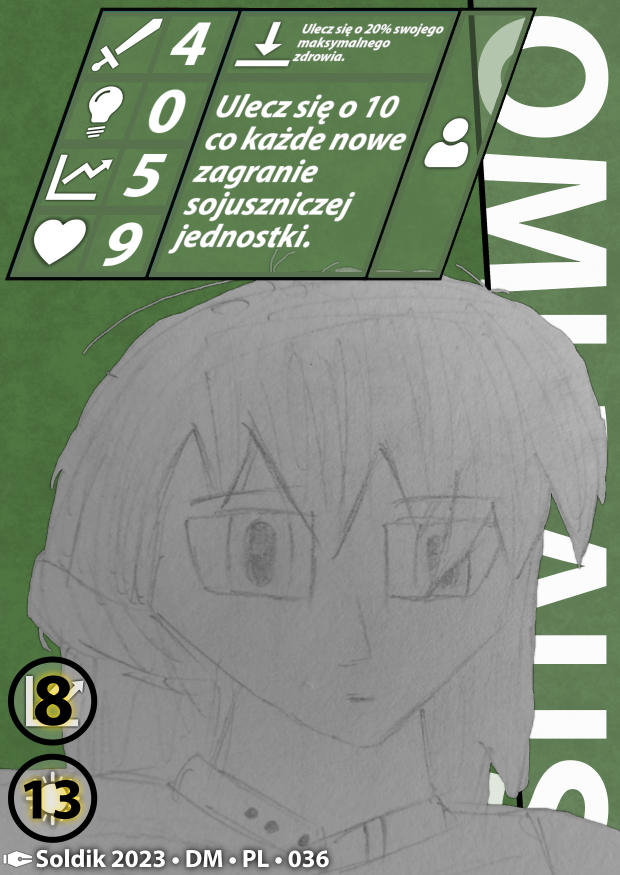 4
0
5
9
Ulecz się o 20% swojego
maksymalnego
zdrowia.
Ulecz się o 10
co każde nowe
zagranie
sojuszniczej
jednostki.
8
13
Soldik 2023 • DM • PL • 036